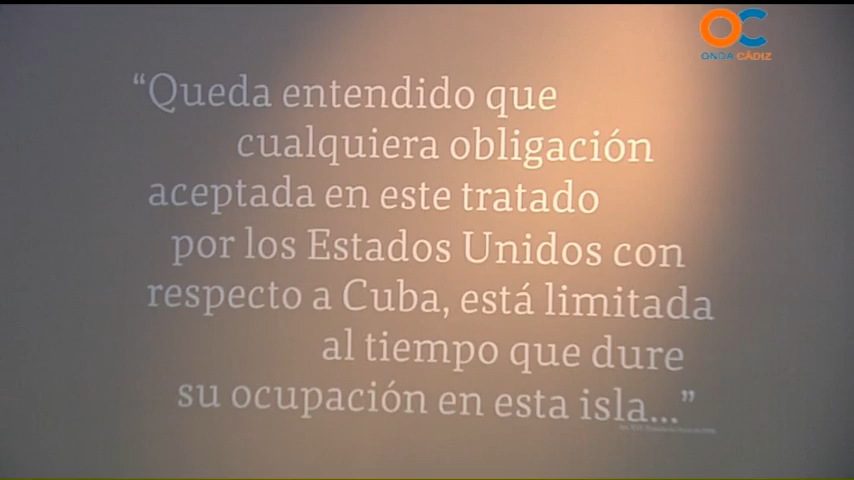 OC
ONDA CÁDIZ
“Queda entendido que
cualquiera obligación
aceptada en este tratado
por los Estados Unidos con
respecto a Cuba, está limitada
al tiempo que dure
su ocupación en esta isla...”